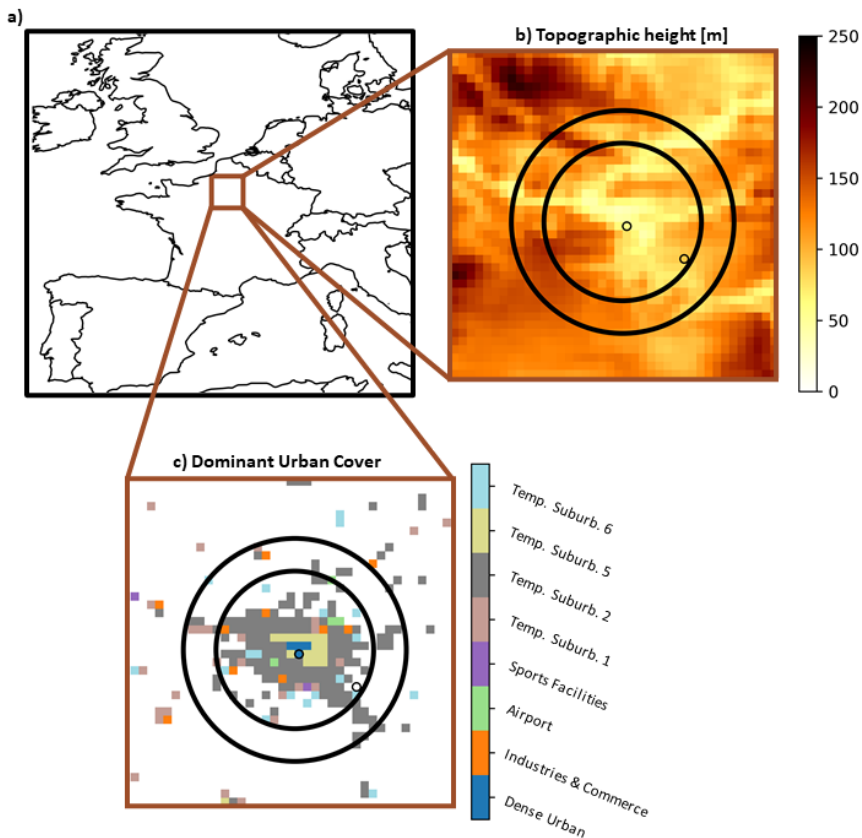 a)
b) Topographic height [m]
250
200
150
100
50
0
c) Dominant Urban Cover
Temp. Suburb. 6
Temp. Suburb. 5
Temp. Suburb. 2
Temp. Suburb. 1
Sports Facilities
Airport
Industries & Commerce
Dense Urban